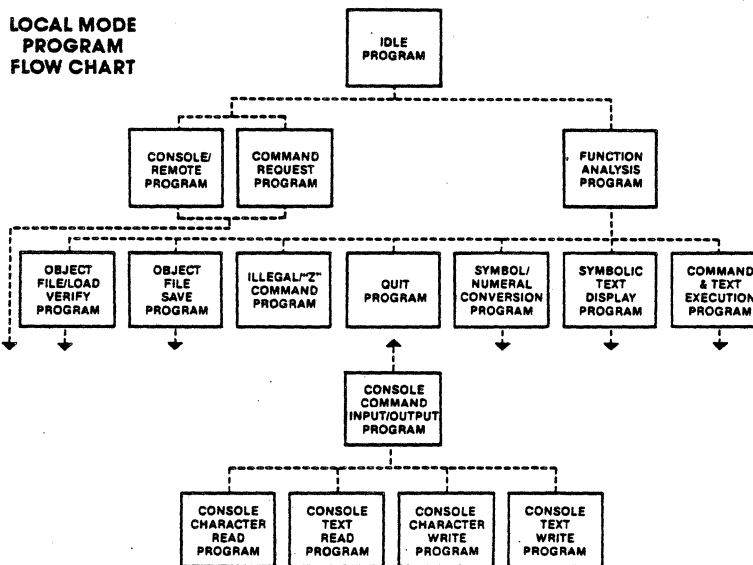 LOCAL MODE
PROGRAM
FLOW CHART
IDLE
PROGRAM
CONSOLE/
REMOTE
PROGRAM
COMMAND
REQUEST
PROGRAM
FUNCTION
ANALYSIS
PROGRAM
OBJECT
FILE/LOAD
VERIFY
PROGRAM
OBJECT
FILE
SAVE
PROGRAM
ILLEGAL/"Z"
COMMAND
PROGRAM
QUIT
PROGRAM
SYMBOL/
NUMERAL
CONVERSION
PROGRAM
SYMBOLIC
TEXT
DISPLAY
PROGRAM
COMMAND
& TEXT
EXECUTION
PROGRAM
CONSOLE
COMMAND
INPUT/OUTPUT
PROGRAM
CONSOLE
CHARACTER
READ
PROGRAM
CONSOLE
TEXT
READ
PROGRAM
CONSOLE
CHARACTER
WRITE
PROGRAM
CONSOLE
TEXT
WRITE
PROGRAM